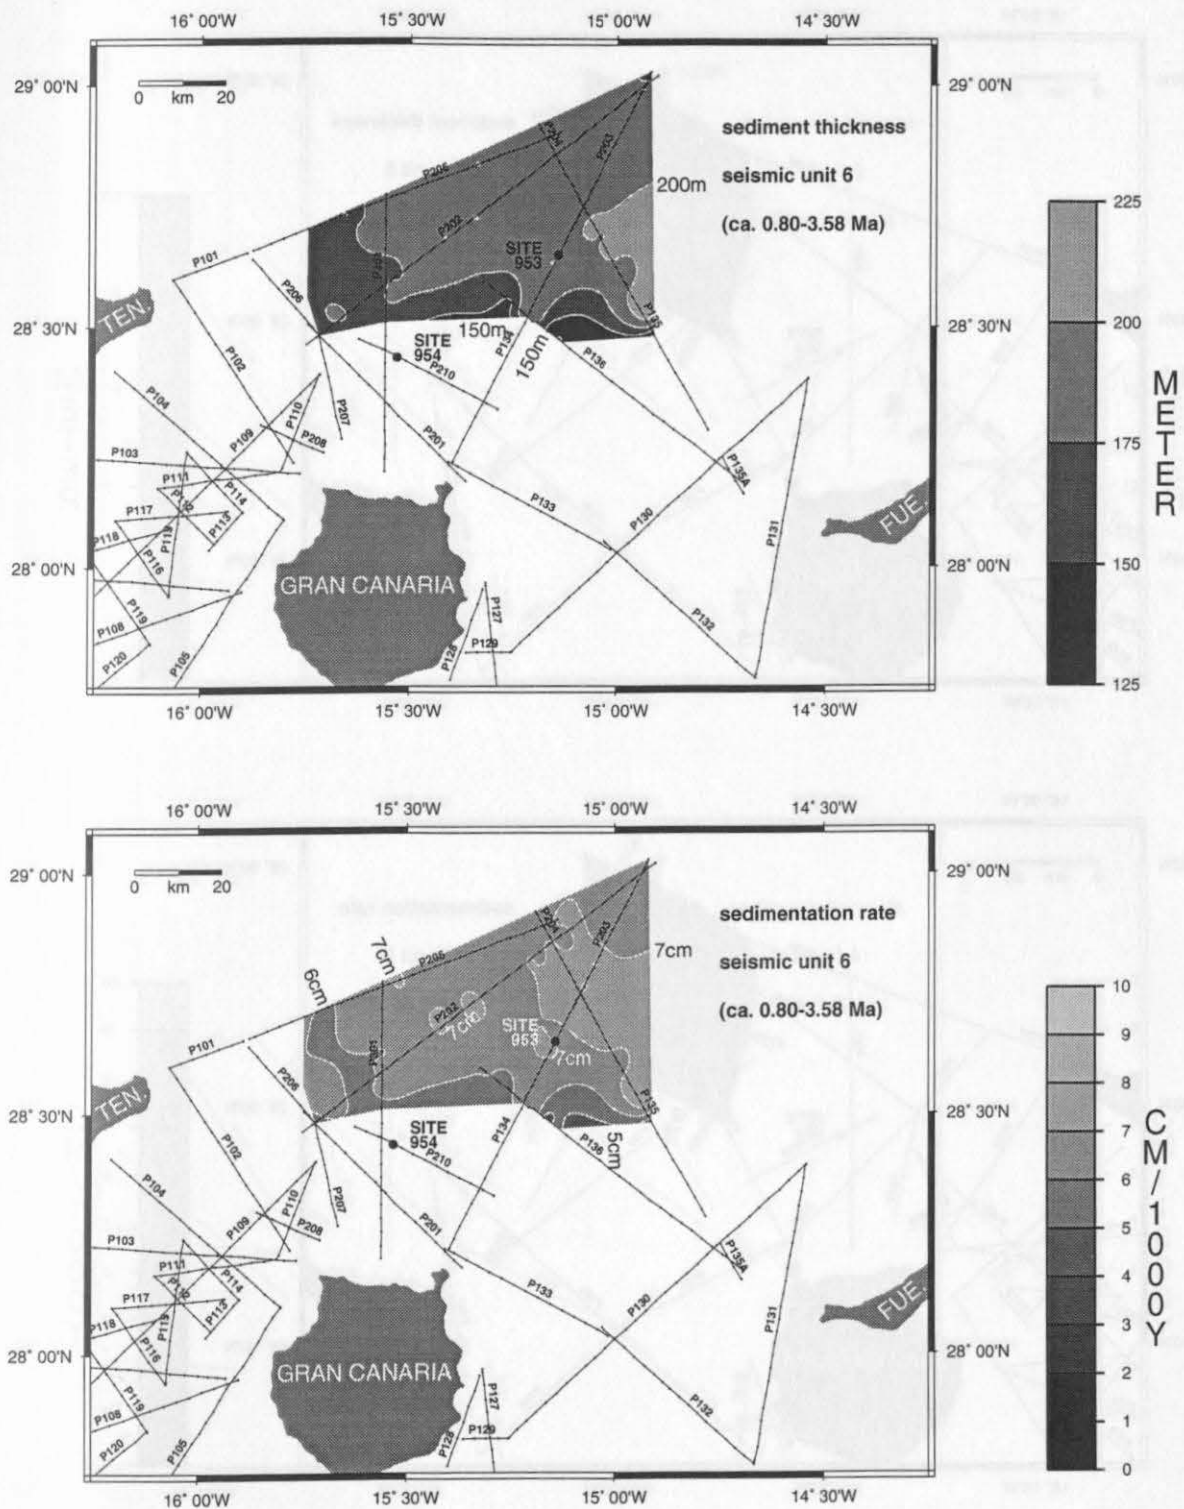 16° 00'W 15° 30'W 15° 00'W 14° 30'W
29° 00'N 29° 00'N
0 km 20
sediment thickness
seismic unit 6
(ca. 0.80-3.58 Ma)
P204
P203
P205
200m
P202
SITE
953
P101
P206
TEN.
28° 30'N 28° 30'N
150m
150m
P134
P135
SITE
954
P210
P136
P102
P104
P109
P110
P207
P208
P201
P103
P111
P114
P113
P117
P118
P116
P119
P108
P120
P105
P133
P130
P135A
P131
FUE.
28° 00'N 28° 00'N
GRAN CANARIA
P127
P128
P129
P132
16° 00'W 15° 30'W 15° 00'W 14° 30'W
225
200
175
150
125
METER
16° 00'W 15° 30'W 15° 00'W 14° 30'W
29° 00'N 29° 00'N
0 km 20
sedimentation rate
seismic unit 6
(ca. 0.80-3.58 Ma)
P204
P203
P205
7cm
7cm
6cm
P202
7cm
SITE
953
7cm
P101
P301
P206
TEN.
28° 30'N 28° 30'N
P134
P135
SITE
954
P210
P136
5cm
P102
P104
P109
P110
P207
P208
P201
P103
P111
P114
P113
P117
P118
P116
P119
P108
P120
P105
P133
P130
P135A
P131
FUE.
28° 00'N 28° 00'N
GRAN CANARIA
P127
P128
P129
P132
16° 00'W 15° 30'W 15° 00'W 14° 30'W
10
9
8
7
6
5
4
3
2
1
0
CM/1000Y